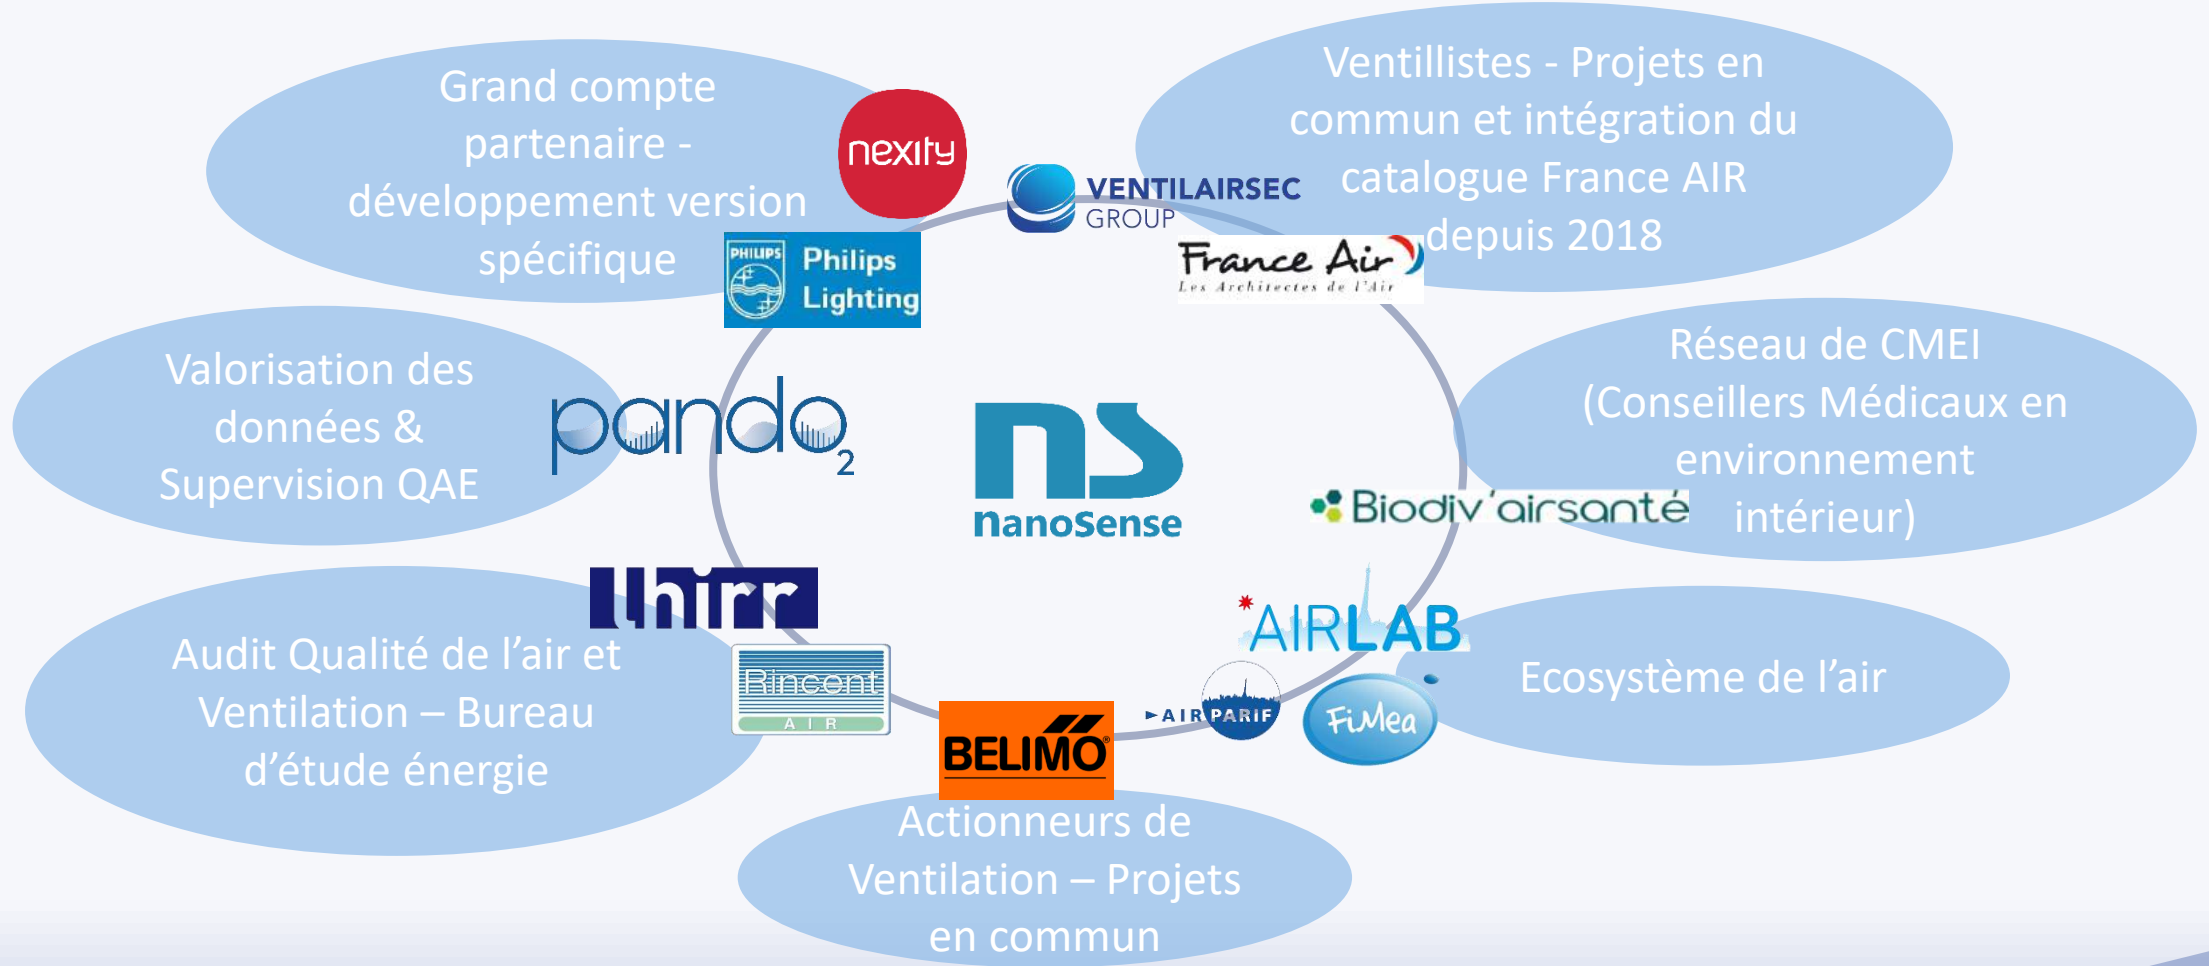 Grand compte
partenaire -
développement version
spécifique
nexity
PHILIPS
Philips
Lighting
VENTILAIRSEC
GROUP
Ventillistes - Projets en
commun et intégration du
catalogue France AIR
depuis 2018
France Air
Les Architectes de l'Air
Valorisation des
données &
Supervision QAE
pando2
ns
nanoSense
Réseau de CMEI
(Conseillers Médicaux en
environnement
intérieur)
Biodiv'airsanté
Lhirr
Rincent
AIR
Audit Qualité de l’air et
Ventilation – Bureau
d’étude énergie
AIRLAB
AIRPARIF
FiMea
Ecosystème de l’air
BELIMO®
Actionneurs de
Ventilation – Projets
en commun